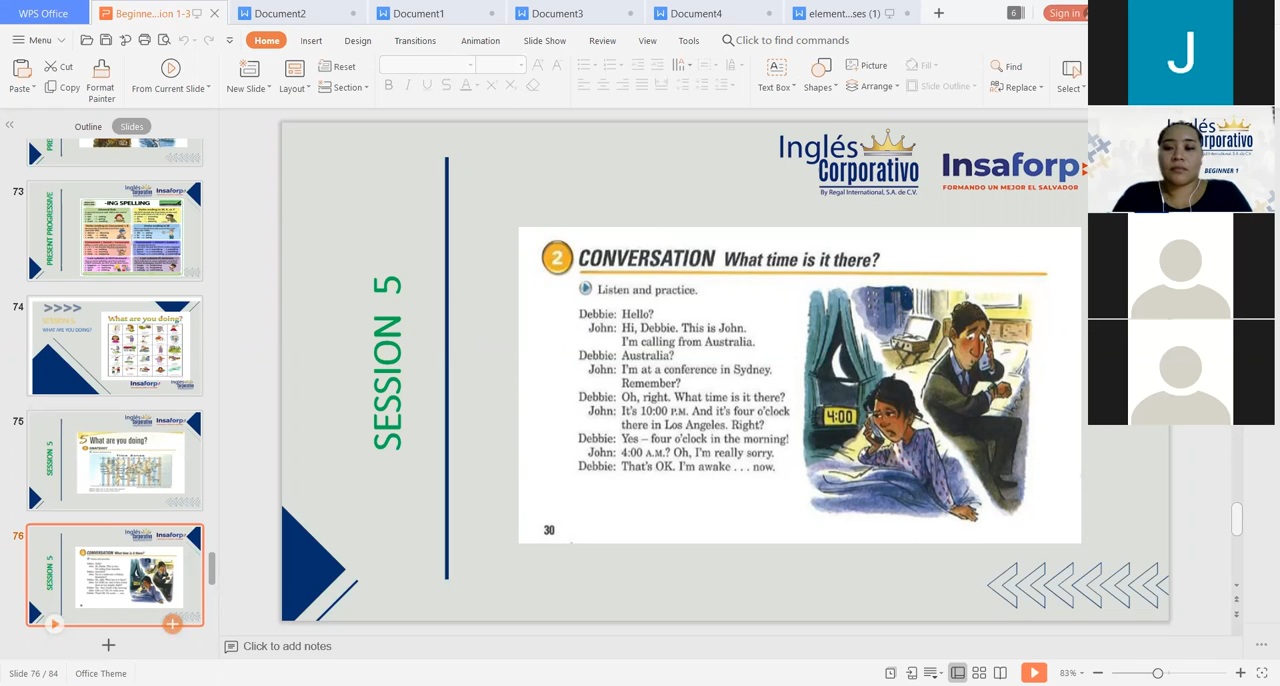 WPS Office
Beginne...ion 1-3
Document2
Document1
Document3
Document4
element...ses (1)
6
Sign in
Menu
Home
Insert
Design
Transitions
Animation
Slide Show
Review
View
Tools
Click to find commands
Paste
Cut
Copy
Format Painter
From Current Slide
New Slide
Layout
Reset
Section
B I U S A
Text Box
Shapes
Picture
Arrange
Fill
Slide Outline
Find
Replace
Select
Outline
Slides
73
PRESENT PROGRESSIVE
-ING SPELLING
74
>>>>
WHAT ARE YOU DOING?
What are you doing?
Insaforp
75
SESSION 5
5 What are you doing?
76
SESSION 5
CONVERSATION What time is it there?
SESSION 5
Inglés
Corporativo
By Regal International, S.A. de C.V.
Insaforp
FORMANDO UN MEJOR EL SALVADOR
2 CONVERSATION What time is it there?
Listen and practice.
Debbie: Hello?
John: Hi, Debbie. This is John.
I'm calling from Australia.
Debbie: Australia?
John: I'm at a conference in Sydney.
Remember?
Debbie: Oh, right. What time is it there?
John: It's 10:00 P.M. And it's four o'clock
there in Los Angeles. Right?
Debbie: Yes – four o'clock in the morning!
John: 4:00 A.M.? Oh, I'm really sorry.
Debbie: That's OK. I'm awake . . . now.
4:00
30
J
BEGINNER 1
Click to add notes
Slide 76 / 84
Office Theme
83%